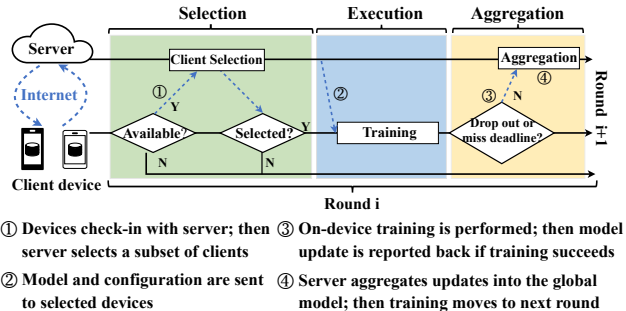 Selection
Execution
Aggregation
Server
Client Selection
Aggregation
Internet
①
Y
②
③
N
④
Available?
Selected?
Y
Training
Drop out or
miss deadline?
Round i+1
N
N
Client device
Round i
① Devices check-in with server; then
server selects a subset of clients
② Model and configuration are sent
to selected devices
③ On-device training is performed; then model
update is reported back if training succeeds
④ Server aggregates updates into the global
model; then training moves to next round